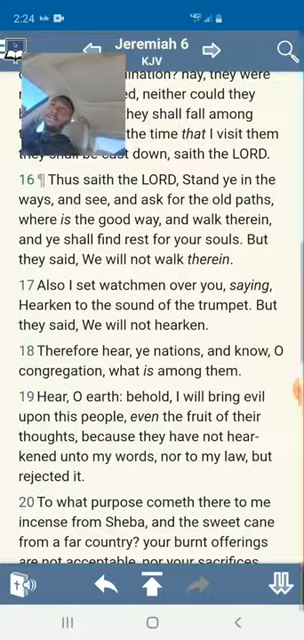 2:24
Jeremiah 6
KJV
ination? nay, they were
ed, neither could they
hey shall fall among
the time that I visit them
down, saith the LORD.
16 ¶ Thus saith the LORD, Stand ye in the
ways, and see, and ask for the old paths,
where is the good way, and walk therein,
and ye shall find rest for your souls. But
they said, We will not walk therein.
17 Also I set watchmen over you, saying,
Hearken to the sound of the trumpet. But
they said, We will not hearken.
18 Therefore hear, ye nations, and know, O
congregation, what is among them.
19 Hear, O earth: behold, I will bring evil
upon this people, even the fruit of their
thoughts, because they have not hear-
kened unto my words, nor to my law, but
rejected it.
20 To what purpose cometh there to me
incense from Sheba, and the sweet cane
from a far country? your burnt offerings
are not acceptable, nor your sacrifices